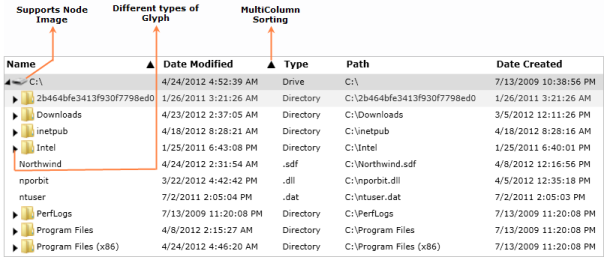 Supports Node Image
Different types of Glyph
MultiColumn Sorting
Name Date Modified Type Path Date Created
C:\ 4/24/2012 4:52:39 AM Drive C:\ 7/13/2009 10:38:56 PM
2b464bfe3413f930f7798ed0 1/26/2011 3:21:26 AM Directory C:\2b464bfe3413f930f7798ed0 1/26/2011 3:21:26 AM
Downloads 4/23/2012 2:37:05 AM Directory C:\Downloads 3/5/2012 12:11:26 PM
inetpub 4/18/2012 8:28:21 AM Directory C:\inetpub 4/18/2012 8:28:16 AM
Intel 1/25/2011 6:43:08 PM Directory C:\Intel 1/25/2011 6:40:01 PM
Northwind 4/24/2012 2:31:54 AM .sdf C:\Northwind.sdf 4/8/2012 12:16:56 PM
nporbit 3/22/2012 4:42:42 PM .dll C:\nporbit.dll 4/5/2012 12:35:18 PM
ntuser 7/2/2011 2:05:04 PM .dat C:\ntuser.dat 7/2/2011 2:05:03 PM
PerfLogs 7/13/2009 11:20:08 PM Directory C:\PerfLogs 7/13/2009 11:20:08 PM
Program Files 4/8/2012 2:15:27 AM Directory C:\Program Files 7/13/2009 11:20:08 PM
Program Files (x86) 4/24/2012 4:46:20 AM Directory C:\Program Files (x86) 7/13/2009 11:20:08 PM